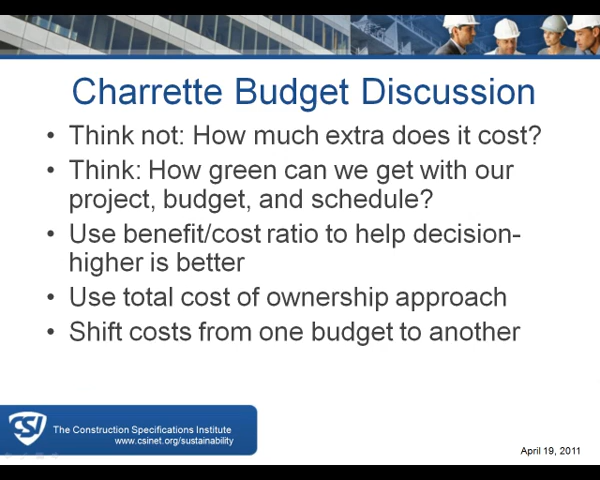 Charrette Budget Discussion
• Think not: How much extra does it cost?
• Think: How green can we get with our
project, budget, and schedule?
• Use benefit/cost ratio to help decision-
higher is better
• Use total cost of ownership approach
• Shift costs from one budget to another
CSI
The Construction Specifications Institute
www.csinet.org/sustainability
April 19, 2011